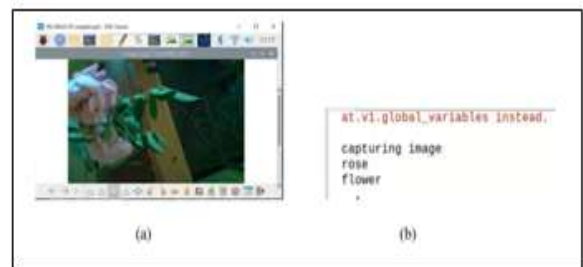 at.v1.global_variables instead.
capturing image
rose
flower
(a)
(b)